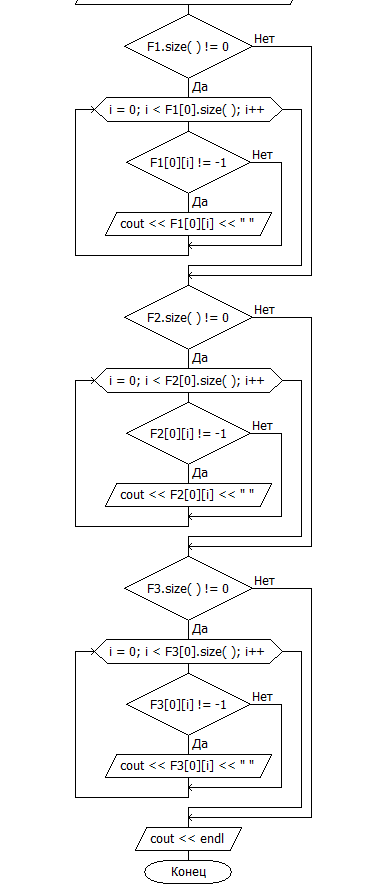 F1.size( ) != 0
Нет
Да
i = 0; i < F1[0].size( ); i++
F1[0][i] != -1
Нет
Да
cout << F1[0][i] << " "
F2.size( ) != 0
Нет
Да
i = 0; i < F2[0].size( ); i++
F2[0][i] != -1
Нет
Да
cout << F2[0][i] << " "
F3.size( ) != 0
Нет
Да
i = 0; i < F3[0].size( ); i++
F3[0][i] != -1
Нет
Да
cout << F3[0][i] << " "
cout << endl
Конец